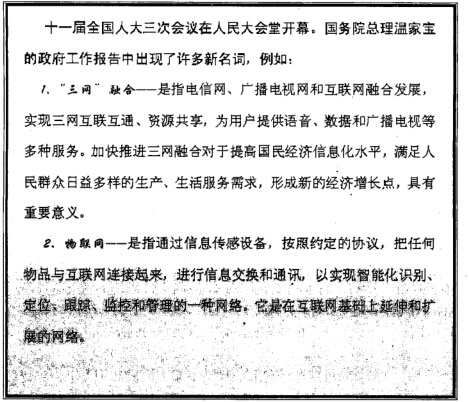 十一届全国人大三次会议在人民大会堂开幕。国务院总理温家宝
的政府工作报告中出现了许多新名词，例如：
1、"三网"融合——是指电信网、广播电视网和互联网融合发展，
实现三网互联互通、资源共享，为用户提供语音、数据和广播电视等
多种服务。加快推进三网融合对于提高国民经济信息化水平，满足人
民群众日益多样的生产、生活服务需求，形成新的经济增长点，具有
重要意义。
2、物联网——是指通过信息传感设备，按照约定的协议，把任何
物品与互联网连接起来，进行信息交换和通讯，以实现智能化识别、
定位、跟踪、监控和管理的一种网络。它是在互联网基础上延伸和扩
展的网络。